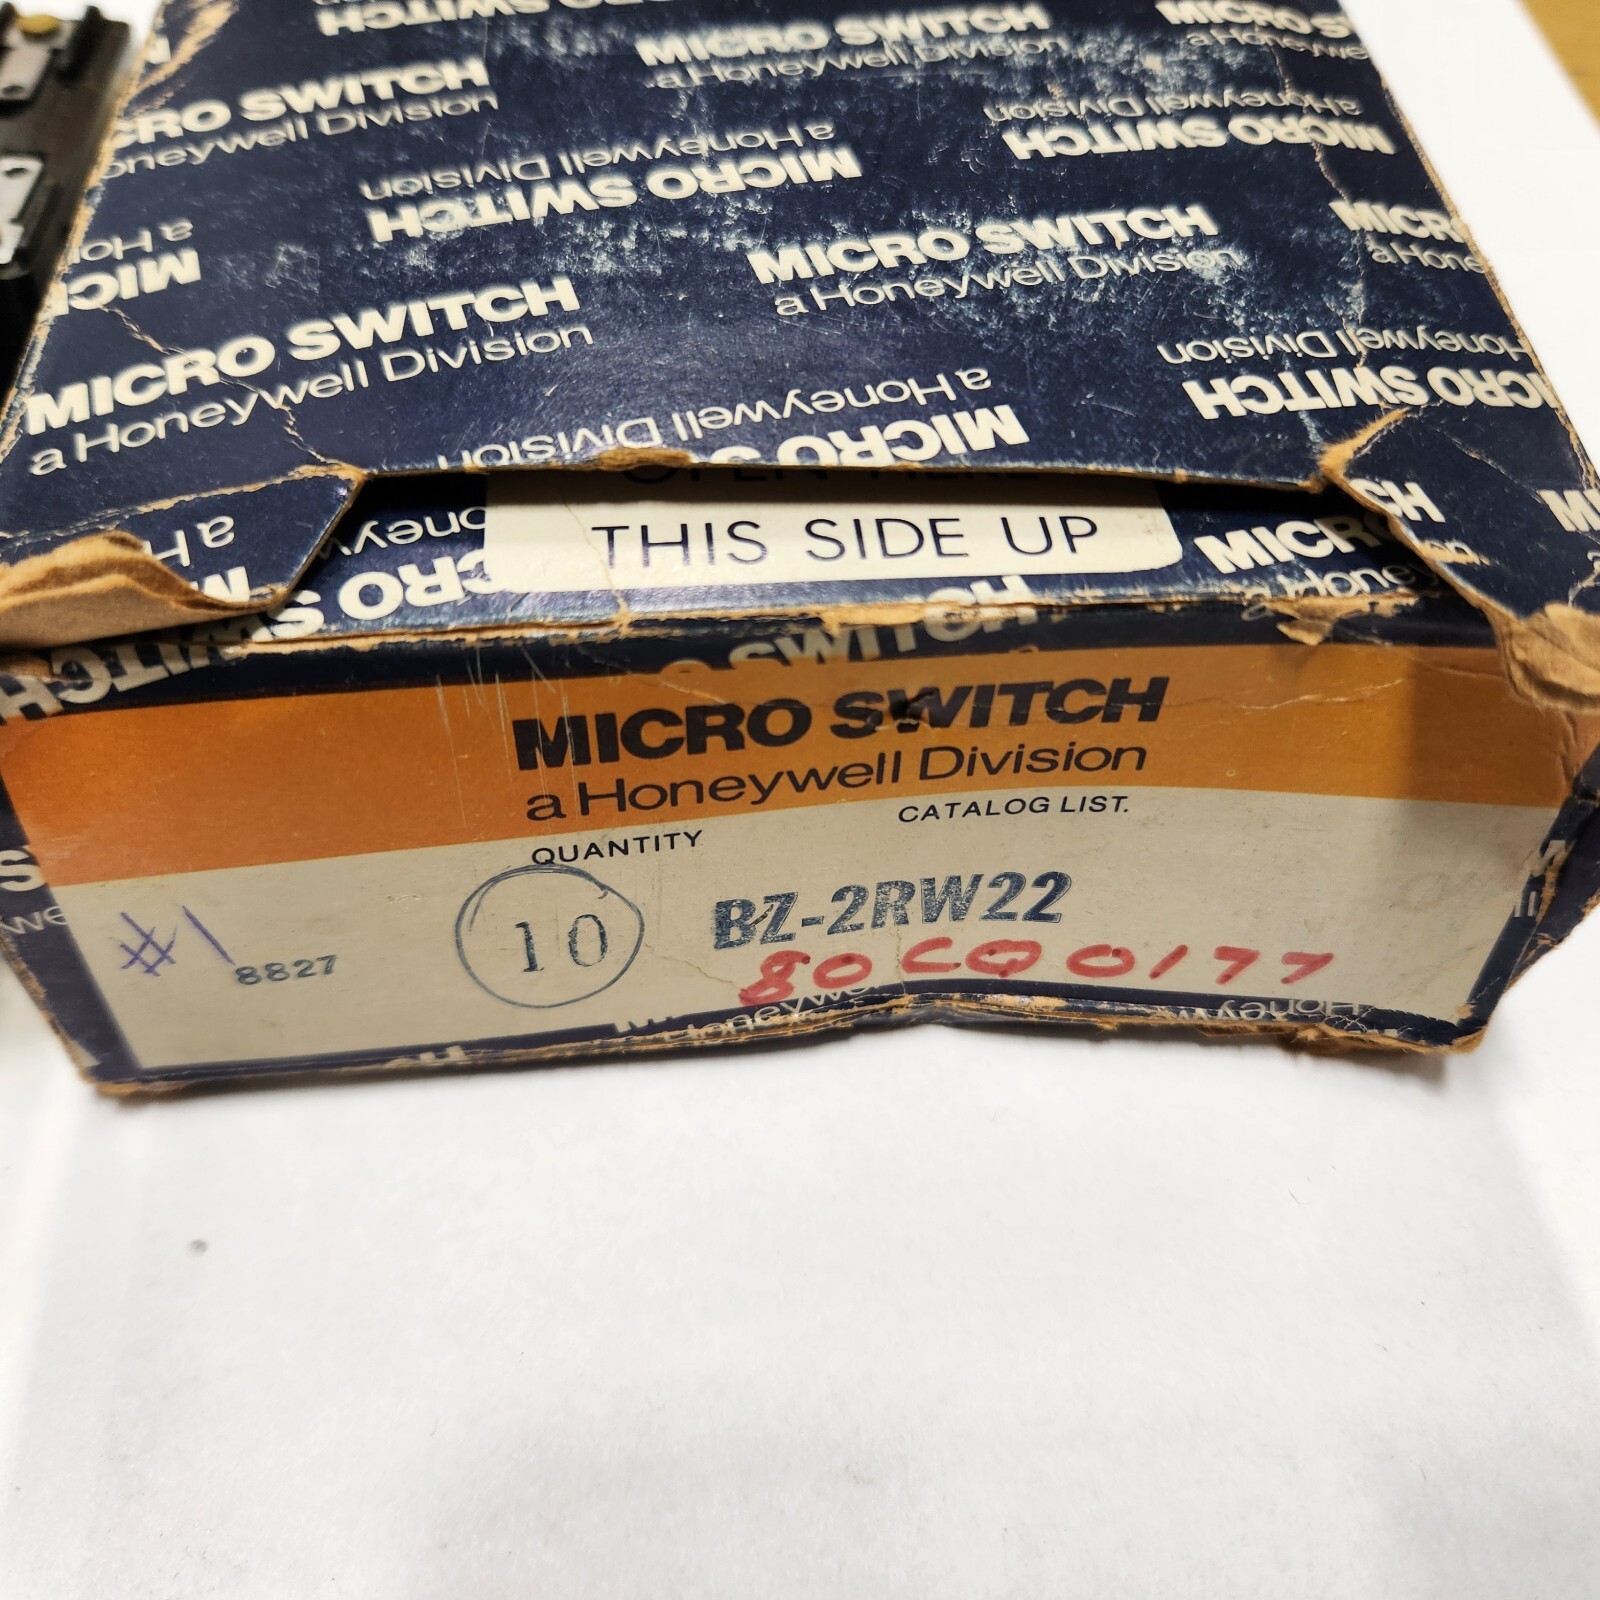 MICRO SWITCH
a Honeywell Division
MICRO SWITCH
a Honeywell Division
MICRO SWITCH
a Honeywell Division
MICRO SWITCH
a Honeywell Division
MICRO SWITCH
a Honeywell Division
MICRO SWITCH
a Honeywell Division
THIS SIDE UP
MICRO SWITCH
a Honeywell Division
QUANTITY
CATALOG LIST.
#1
8827
10
BZ-2RW22
80CQ0177